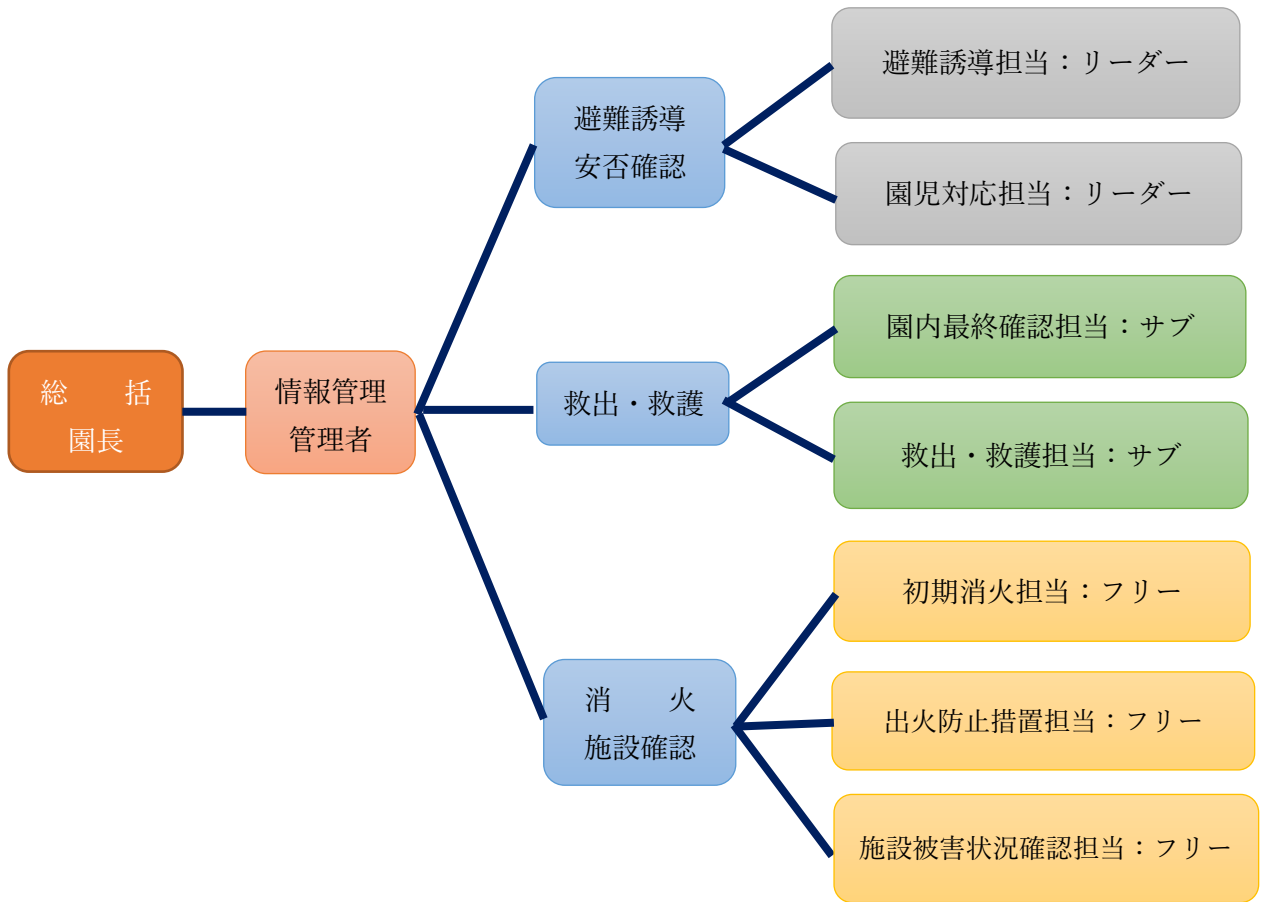 総　　括
園長
情報管理
管理者
避難誘導
安否確認
避難誘導担当：リーダー
園児対応担当：リーダー
救出・救護
園内最終確認担当：サブ
救出・救護担当：サブ
消　　火
施設確認
初期消火担当：フリー
出火防止措置担当：フリー
施設被害状況確認担当：フリー